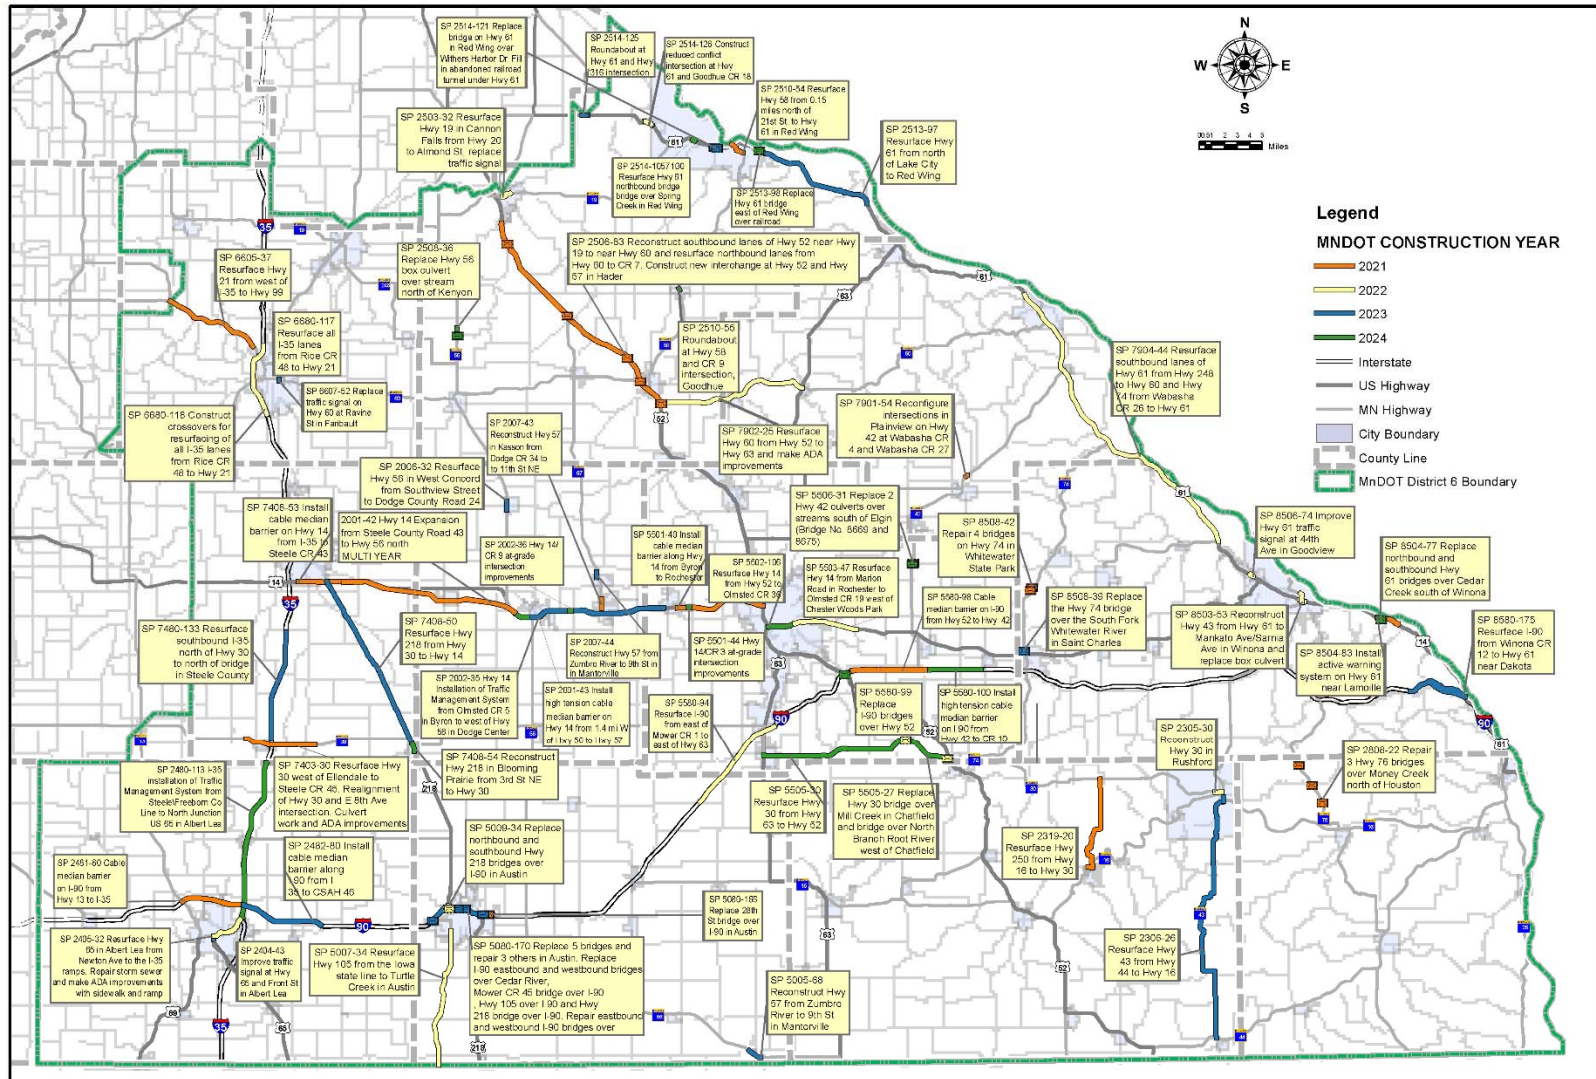 SP 2514-121 Replace
bridge on Hwy 61
in Red Wing over
Withers Harbor Dr. Fill
in abandoned railroad
tunnel under Hwy 61
SP 2514-125
Roundabout at
Hwy 61 and Hwy
316 intersection
SP 2514-126 Construct
reduced conflict
intersection at Hwy
61 and Goodhue CR 18
SP 2510-54 Resurface
Hwy 58 from 0.15
miles north of
21st St. to Hwy
61 in Red Wing
SP 2513-97
Resurface Hwy
61 from north
of Lake City
to Red Wing
SP 2503-32 Resurface
Hwy 19 in Cannon
Falls from Hwy 20
to Almond St. replace
traffic signal
SP 2514-1057100
Resurface Hwy 61
northbound bridge
bridge over Spring
Creek in Red Wing
SP 2513-98 Replace
Hwy 61 bridge
east of Red Wing
over railroad
N
W E
S
Miles
Legend
MNDOT CONSTRUCTION YEAR
2021
2022
2023
2024
Interstate
US Highway
MN Highway
City Boundary
County Line
MnDOT District 6 Boundary
SP 6605-37
Resurface Hwy
21 from west of
I-35 to Hwy 99
SP 2508-36
Replace Hwy 56
box culvert
over stream
north of Kenyon
SP 2506-83 Reconstruct southbound lanes of Hwy 52 near Hwy
19 to near Hwy 60 and resurface northbound lanes from
Hwy 60 to CR 7. Construct new interchange at Hwy 52 and Hwy
57 in Hader
SP 6680-117
Resurface all
I-35 lanes
from Rice CR
48 to Hwy 21
SP 2510-55
Roundabout
at Hwy 58
and CR 9
intersection,
Goodhue
SP 6607-52 Replace
traffic signal on
Hwy 60 at Ravine
St in Faribault
SP 7904-44 Resurface
southbound lanes of
Hwy 61 from Hwy 248
to Hwy 60 and Hwy
74 from Wabasha
CR 26 to Hwy 61
SP 6680-118 Construct
crossovers for
resurfacing of
all I-35 lanes
from Rice CR
48 to Hwy 21
SP 2007-43
Reconstruct Hwy 57
in Kasson from
Dodge CR 34 to
to 11th St NE
SP 7902-25 Resurface
Hwy 60 from Hwy 52 to
Hwy 63 and make ADA
improvements
SP 7901-54 Reconfigure
intersections in
Plainview on Hwy
42 at Wabasha CR
4 and Wabasha CR 27
SP 2006-32 Resurface
Hwy 56 in West Concord
from Southview Street
to Dodge County Road 24
SP 7408-53 Install
cable median
barrier on Hwy 14
from I-35 to
Steele CR 43
2001-42 Hwy 14 Expansion
from Steele County Road 43
to Hwy 56 north
MULTI YEAR
SP 2002-36 Hwy 14/
CR 9 at-grade
intersection
improvements
SP 5501-40 Install
cable median
barrier along Hwy
14 from Byron
to Rochester
SP 5506-31 Replace 2
Hwy 42 culverts over
streams south of Elgin
(Bridge No. 8669 and
8675)
SP 8508-42
Repair 4 bridges
on Hwy 74 in
Whitewater
State Park
SP 8506-74 Improve
Hwy 61 traffic
signal at 44th
Ave in Goodview
SP 8504-77 Replace
northbound and
southbound Hwy
61 bridges over Cedar
Creek south of Winona
SP 5502-106
Resurface Hwy 14
from Hwy 52 to
Olmsted CR 36
SP 5503-47 Resurface
Hwy 14 from Marion
Road in Rochester to
Olmsted CR 19 west of
Chester Woods Park
SP 5580-98 Cable
median barrier on I-90
from Hwy 52 to Hwy 42
SP 8508-39 Replace
the Hwy 74 bridge
over the South Fork
Whitewater River
in Saint Charles
SP 8503-53 Reconstruct
Hwy 43 from Hwy 61 to
Mankato Ave/Sarnia
Ave in Winona and
replace box culvert
SP 8504-83 Install
active warning
system on Hwy 61
near Lamoille
SP 8580-175
Resurface I-90
from Winona CR
12 to Hwy 61
near Dakota
SP 7480-133
Resurface
southbound I-35
north of Hwy 30
to north of bridge
in Steele County
SP 7408-50
Resurface Hwy
218 from Hwy
30 to Hwy 14
SP 2007-44
Reconstruct Hwy 57 from
Zumbro River to 9th St in
Mantorville
SP 5501-44 Hwy
14/CR 3 at-grade
intersection
improvements
SP 2002-35 Hwy 14
Installation of Traffic
Management System
from Olmsted CR 5
in Byron to west of Hwy
56 in Dodge Center
SP 2001-43 Install
high tension cable
median barrier on
Hwy 14 from 1.4 mi W
of Hwy 56 to Hwy 57
SP 5580-94
Resurface I-90
from east of
Mower CR 1 to
east of Hwy 63
SP 5580-99
Replace
I-90 bridges
over Hwy 52
SP 5580-100 Install
high tension cable
median barrier
on I 90 from
Hwy 42 to CR 10
SP 2305-30
Reconstruct
Hwy 30 in
Rushford
SP 2808-22 Repair
3 Hwy 76 bridges
over Money Creek
north of Houston
SP 2480-113 I-35
installation of Traffic
Management System from
Steele\Freeborn Co
Line to North Junction
US 65 in Albert Lea
SP 7403-30 Resurface Hwy
30 west of Ellendale to
Steele CR 45. Realignment
of Hwy 30 and E 8th Ave
intersection. Culvert
work and ADA improvements
SP 7408-54 Reconstruct
Hwy 218 in Blooming
Prairie from 3rd St NE
to Hwy 30
SP 5505-30
Resurface Hwy
30 from Hwy
63 to Hwy 52
SP 5505-27 Replace
Hwy 30 bridge over
Mill Creek in Chatfield
and bridge over North
Branch Root River
west of Chatfield
SP 2319-20
Resurface Hwy
250 from Hwy
16 to Hwy 30
SP 2482-80 Install
cable median
barrier along
I-90 from I
35 to CSAH 46
SP 5009-34 Replace
northbound and
southbound Hwy
218 bridges over
I-90 in Austin
SP 2481-60 Cable
median barrier
on I-90 from
Hwy 13 to I-35
SP 5080-166
Replace 28th
St bridge over
I-90 in Austin
SP 2405-32 Resurface Hwy
65 in Albert Lea from
Newton Ave to the I-35
ramps. Repair storm sewer
and make ADA improvements
with sidewalk and ramp
SP 2404-43
Improve traffic
signal at Hwy
65 and Front St
in Albert Lea
SP 5007-34 Resurface
Hwy 105 from the Iowa
state line to Turtle
Creek in Austin
SP 5080-170 Replace 5 bridges and
repair 3 others in Austin. Replace
I-90 eastbound and westbound bridges
over Cedar River,
Mower CR 45 bridge over I-90
, Hwy 105 over I 90 and Hwy
218 bridge over I-90. Repair eastbound
and westbound I-90 bridges over
SP 5005-68
Reconstruct Hwy
57 from Zumbro
River to 9th St
in Mantorville
SP 2306-26
Resurface Hwy
43 from Hwy
44 to Hwy 16
35
61
63
52
14
90
218
69
65